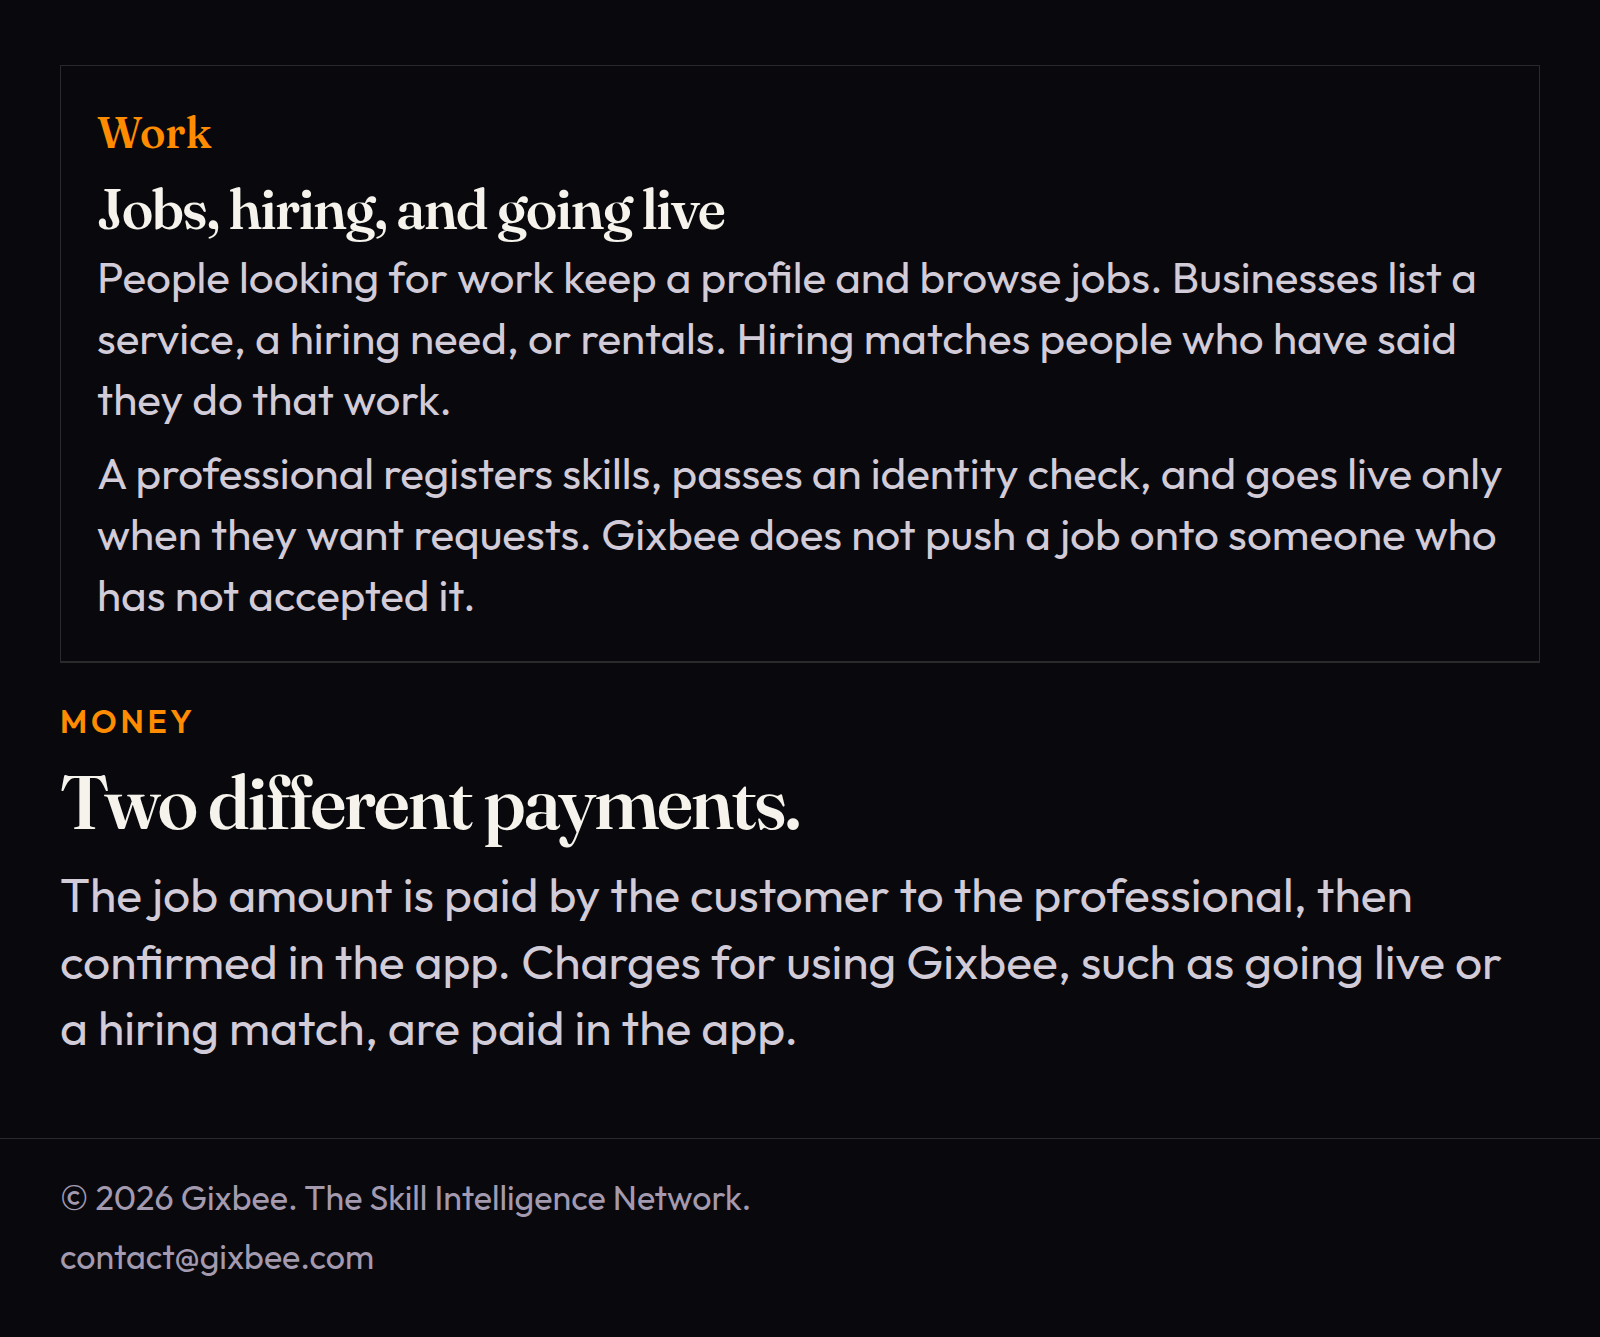 Work
Jobs, hiring, and going live
People looking for work keep a profile and browse jobs. Businesses list a
service, a hiring need, or rentals. Hiring matches people who have said
they do that work.
A professional registers skills, passes an identity check, and goes live only
when they want requests. Gixbee does not push a job onto someone who
has not accepted it.
MONEY
Two different payments.
The job amount is paid by the customer to the professional, then
confirmed in the app. Charges for using Gixbee, such as going live or
a hiring match, are paid in the app.
© 2026 Gixbee. The Skill Intelligence Network.
contact@gixbee.com